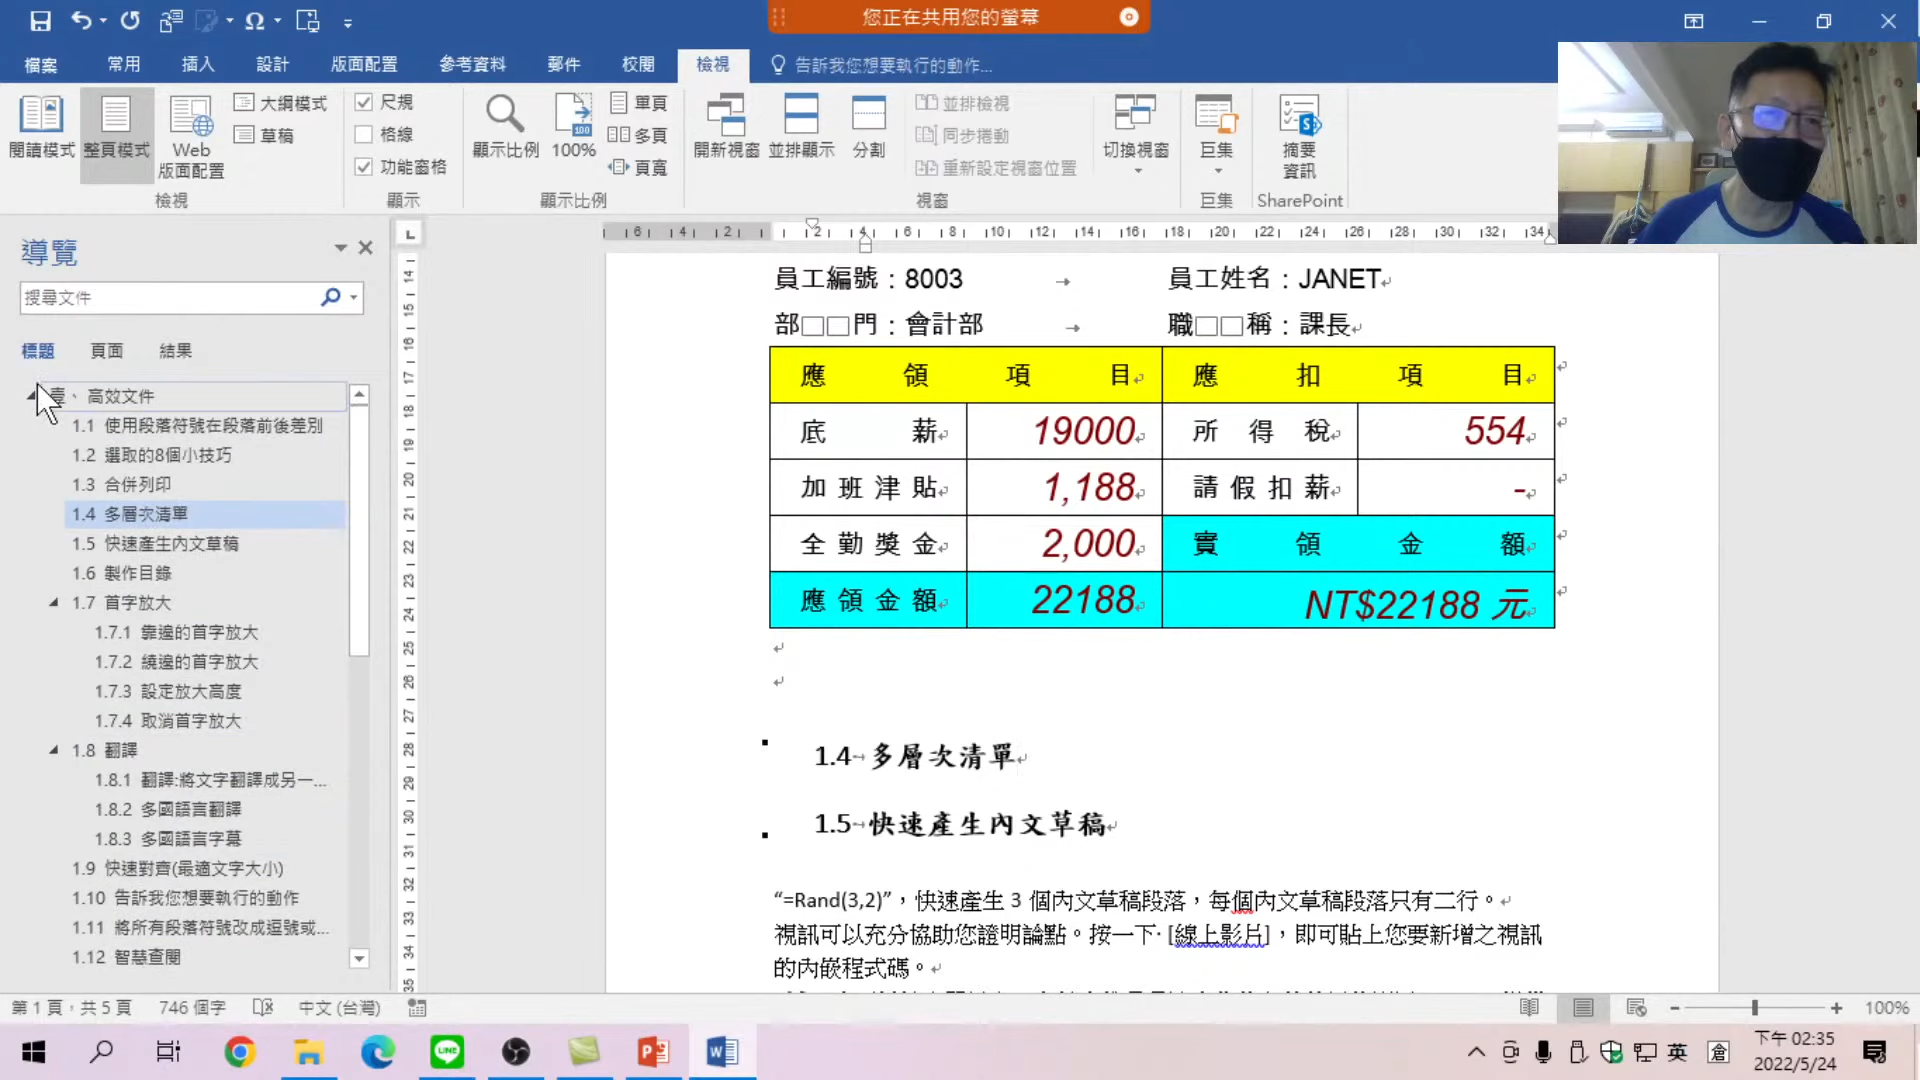 您正在共用您的螢幕
檔案 常用 插入 設計 版面配置 參考資料 郵件 校閱 檢視 告訴我您想要執行的動作...
閱讀模式 整頁模式 Web 版面配置 大綱模式 草稿
檢視
尺規
格線
功能窗格
顯示
顯示比例 100% 單頁 多頁 頁寬
顯示比例
開新視窗 並排顯示 分割 並排檢視 同步捲動 重新設定視窗位置 切換視窗
視窗
巨集
巨集
摘要資訊
SharePoint
導覽
搜尋文件
標題 頁面 結果
壹、高效文件
1.1 使用段落符號在段落前後差別
1.2 選取的8個小技巧
1.3 合併列印
1.4 多層次清單
1.5 快速產生內文草稿
1.6 製作目錄
1.7 首字放大
1.7.1 靠邊的首字放大
1.7.2 繞邊的首字放大
1.7.3 設定放大高度
1.7.4 取消首字放大
1.8 翻譯
1.8.1 翻譯:將文字翻譯成另一...
1.8.2 多國語言翻譯
1.8.3 多國語言字幕
1.9 快速對齊(最適文字大小)
1.10 告訴我您想要執行的動作
1.11 將所有段落符號改成逗號或...
1.12 智慧查閱
員工編號：8003 → 員工姓名：JANET
部□□門：會計部 → 職□□稱：課長
應領項目 應扣項目
底薪 19000 所得稅 554
加班津貼 1,188 請假扣薪 -
全勤獎金 2,000 實領金額
應領金額 22188 NT$22188 元
1.4 多層次清單
1.5 快速產生內文草稿
“=Rand(3,2)”，快速產生 3 個內文草稿段落，每個內文草稿段落只有二行。
視訊可以充分協助您證明論點。按一下 [線上影片]，即可貼上您要新增之視訊
的內嵌程式碼。
第 1 頁，共 5 頁 746 個字 中文 (台灣) 100%
英 倉 下午 02:35
2022/5/24